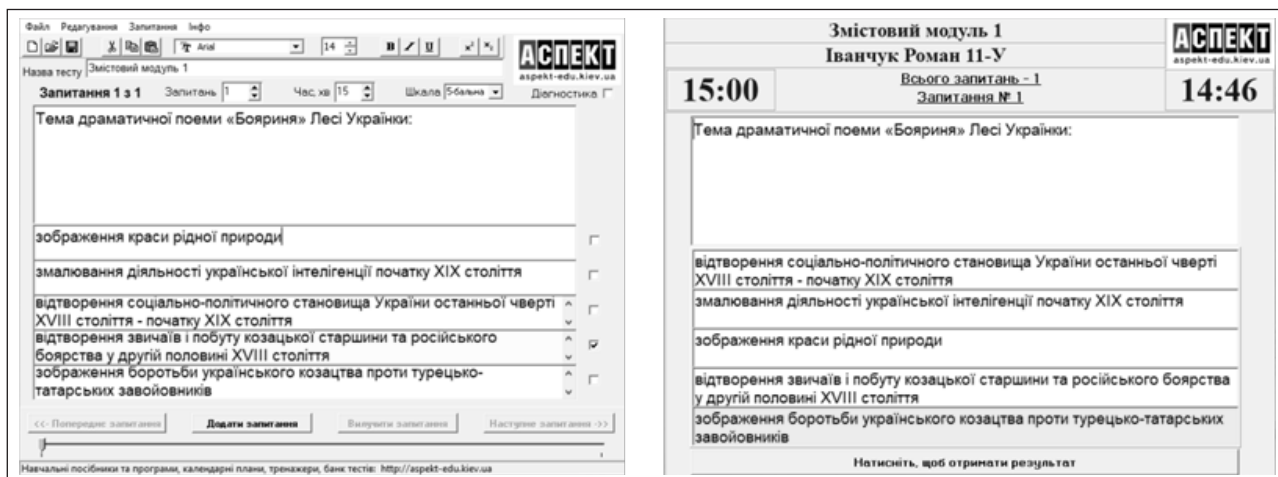 Файл Редагування Запитання Інфо
Arial 14 B I U x² x₂
АСПЕКТ
aspekt-edu.kiev.ua
Назва тесту Змістовий модуль 1
Запитання 1 з 1 Запитань 1 Час, хв 15 Шкала 5-бальна Діагностика
Тема драматичної поеми «Бояриня» Лесі Українки:
зображення краси рідної природи
змалювання діяльності української інтелігенції початку XIX століття
відтворення соціально-політичного становища України останньої чверті
XVIII століття - початку XIX століття
відтворення звичаїв і побуту козацької старшини та російського
боярства у другій половині XVIII століття
зображення боротьби українського козацтва проти турецько-
татарських завойовників
<<- Попереднє запитання Додати запитання Вилучити запитання Наступне запитання ->>
Навчальні посібники та програми, календарні плани, тренажери, банк тестів: http://aspekt-edu.kiev.ua
Змістовий модуль 1
Іванчук Роман 11-У
АСПЕКТ
aspekt-edu.kiev.ua
15:00
Всього запитань - 1
Запитання № 1
14:46
Тема драматичної поеми «Бояриня» Лесі Українки:
відтворення соціально-політичного становища України останньої чверті
XVIII століття - початку XIX століття
змалювання діяльності української інтелігенції початку XIX століття
зображення краси рідної природи
відтворення звичаїв і побуту козацької старшини та російського боярства
у другій половині XVIII століття
зображення боротьби українського козацтва проти турецько-татарських
завойовників
Натисніть, щоб отримати результат